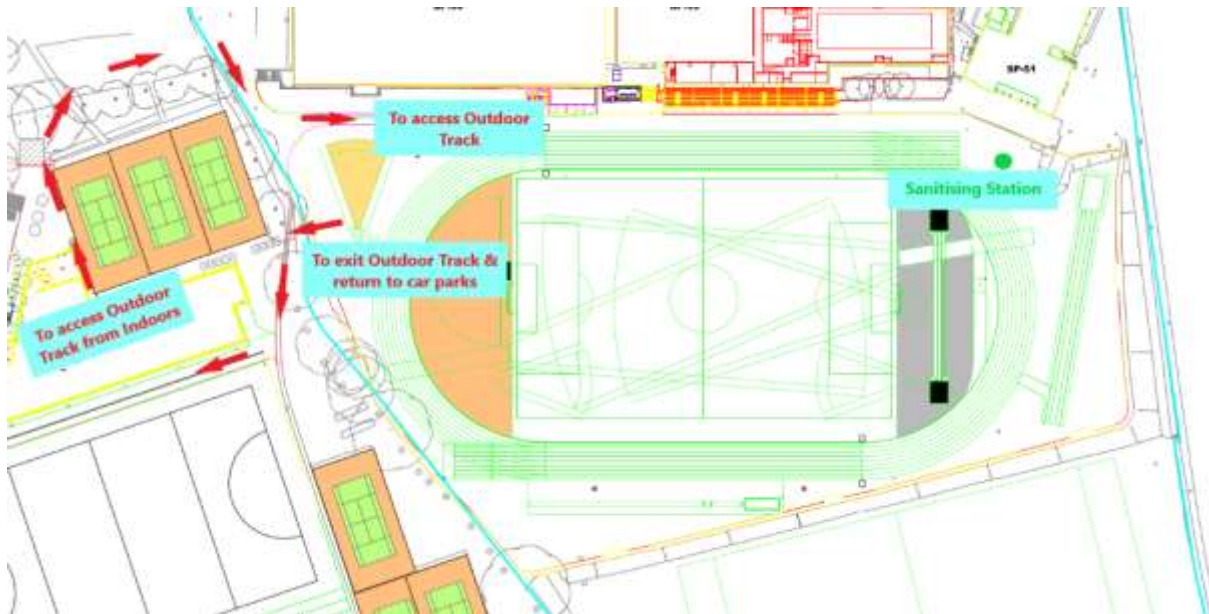 SP-51
To access Outdoor
Track
Sanitising Station
To exit Outdoor Track &
return to car parks
To access Outdoor
Track from Indoors